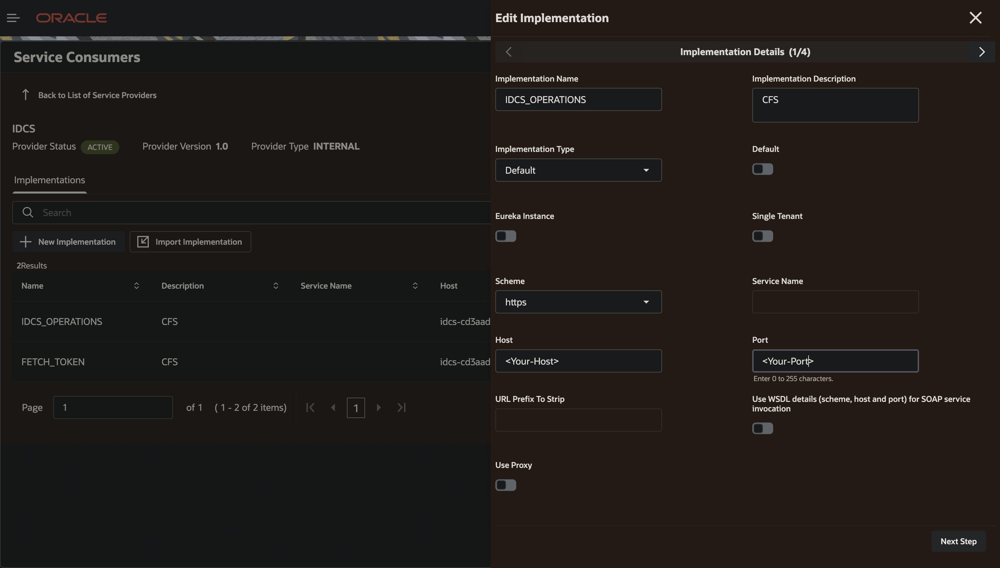 ORACLE
Service Consumers
Back to List of Service Providers
IDCS
Provider Status ACTIVE Provider Version 1.0 Provider Type INTERNAL
Implementations
Search
New Implementation Import Implementation
2Results
Name Description Service Name Host
IDCS_OPERATIONS CFS idcs-cd3aad
FETCH_TOKEN CFS idcs-cd3aad
Page 1 of 1 ( 1 - 2 of 2 items) 1
Edit Implementation
Implementation Details (1/4)
Implementation Name Implementation Description
IDCS_OPERATIONS CFS
Implementation Type Default
Default
Eureka Instance Single Tenant
Scheme Service Name
https
Host Port
<Your-Host> <Your-Port>
Enter 0 to 255 characters.
URL Prefix To Strip
Use WSDL details (scheme, host and port) for SOAP service
invocation
Use Proxy
Next Step